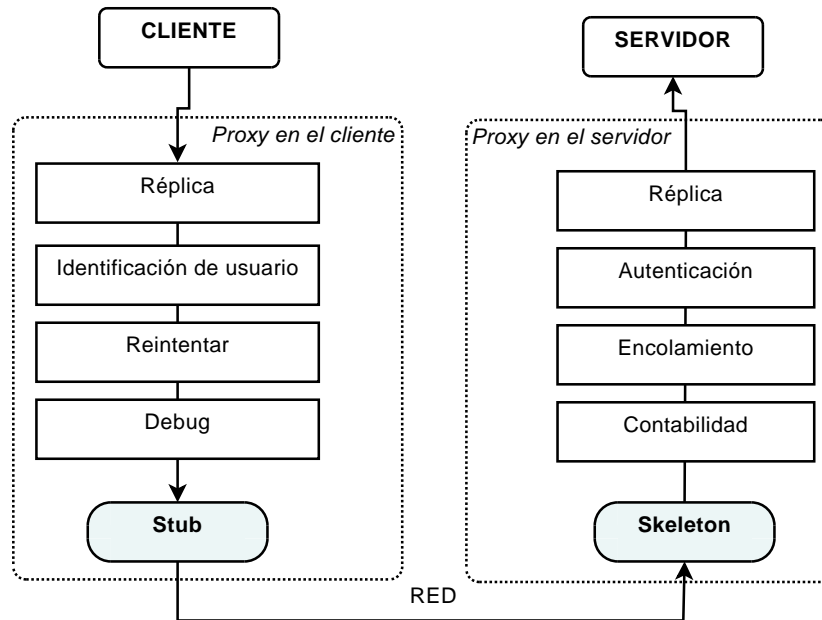 CLIENTE
SERVIDOR
Proxy en el cliente
Proxy en el servidor
Réplica
Identificación de usuario
Reintentar
Debug
Stub
Réplica
Autenticación
Encolamiento
Contabilidad
Skeleton
RED